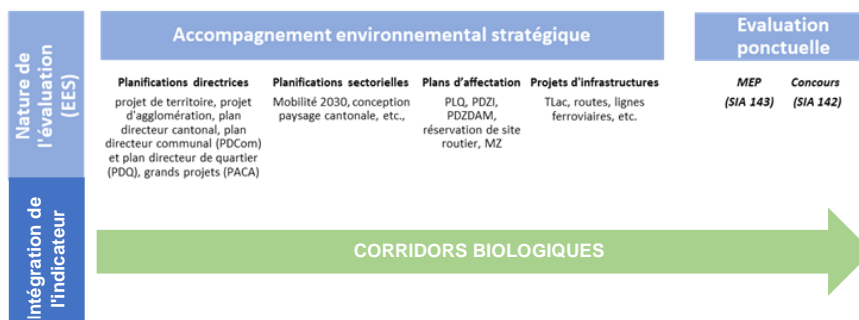 Nature de
l'évaluation
(EES)
Accompagnement environnemental stratégique
Evaluation
ponctuelle
Planifications directrices
projet de territoire, projet
d'agglomération, plan
directeur cantonal, plan
directeur communal (PDCom)
et plan directeur de quartier
(PDQ), grands projets (PACA)
Planifications sectorielles
Mobilité 2030, conception
paysage cantonale, etc.,
Plans d'affectation
PLQ, PDZI,
PDZDAM,
réservation de site
routier, MZ
Projets d'infrastructures
TLac, routes, lignes
ferroviaires, etc.
MEP
(SIA 143)
Concours
(SIA 142)
Intégration de
l'indicateur
CORRIDORS BIOLOGIQUES